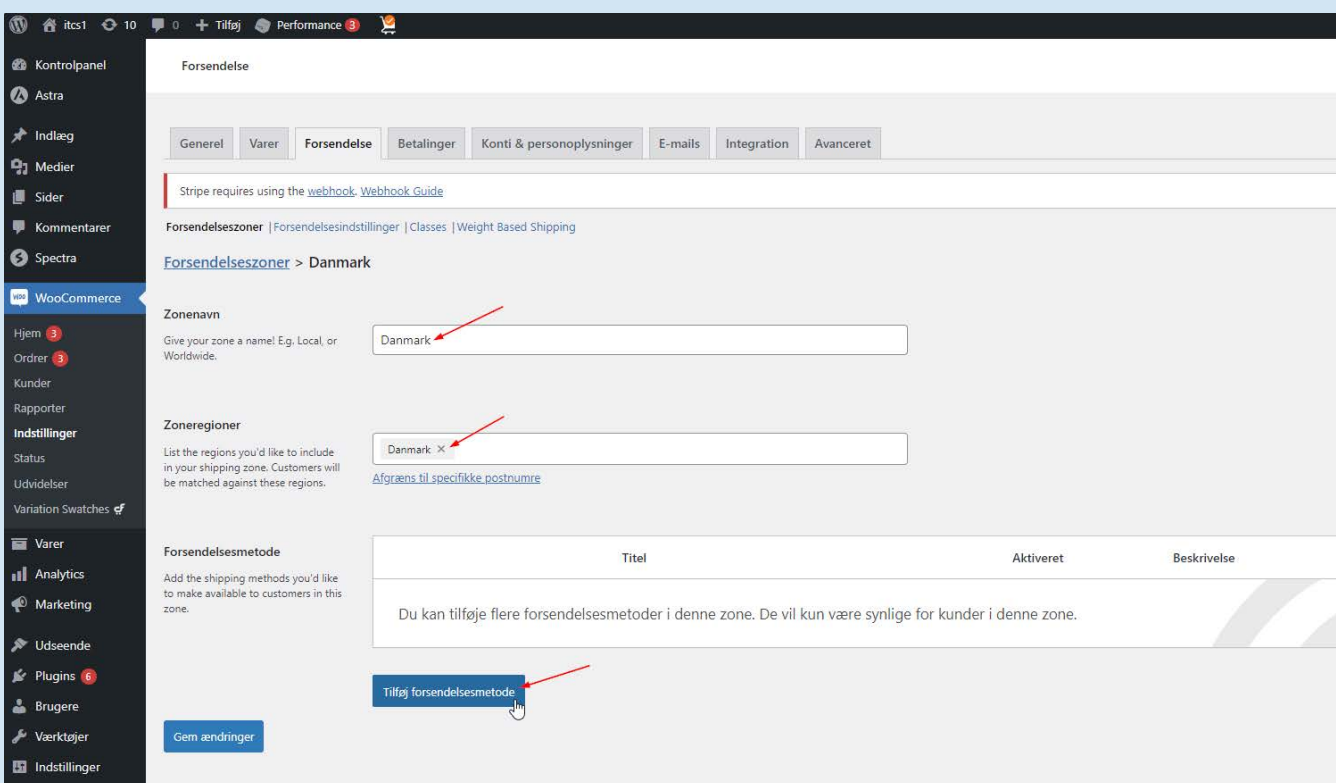 itcs1 10 0 Tilføj Performance 3
Kontrolpanel
Astra
Indlæg
Medier
Sider
Kommentarer
Spectra
WooCommerce
Hjem 3
Ordrer 3
Kunder
Rapporter
Indstillinger
Status
Udvidelser
Variation Swatches cf
Varer
Analytics
Marketing
Udseende
Plugins 6
Brugere
Værktøjer
Indstillinger
Forsendelse
Generel Varer Forsendelse Betalinger Konti & personoplysninger E-mails Integration Avanceret
Stripe requires using the webhook. Webhook Guide
Forsendelseszoner | Forsendelsesindstillinger | Classes | Weight Based Shipping
Forsendelseszoner > Danmark
Zonenavn
Give your zone a name! E.g. Local, or
Worldwide.
Danmark
Zoneregioner
List the regions you'd like to include
in your shipping zone. Customers will
be matched against these regions.
Danmark ×
Afgræns til specifikke postnumre
Forsendelsesmetode
Add the shipping methods you'd like
to make available to customers in this
zone.
Titel Aktiveret Beskrivelse
Du kan tilføje flere forsendelsesmetoder i denne zone. De vil kun være synlige for kunder i denne zone.
Tilføj forsendelsesmetode
Gem ændringer